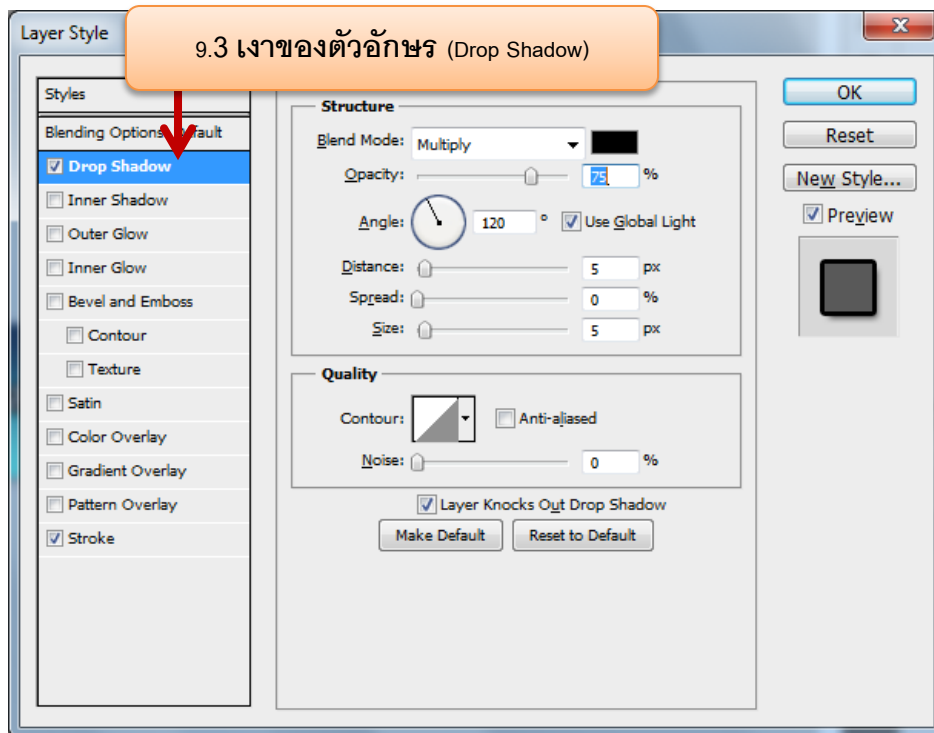 Layer Style
9.3 เงาของตัวอักษร (Drop Shadow)
Styles
Blending Options: Default
Drop Shadow
Inner Shadow
Outer Glow
Inner Glow
Bevel and Emboss
Contour
Texture
Satin
Color Overlay
Gradient Overlay
Pattern Overlay
Stroke
Structure
Blend Mode: Multiply
Opacity: 75 %
Angle: 120 ° Use Global Light
Distance: 5 px
Spread: 0 %
Size: 5 px
Quality
Contour: Anti-aliased
Noise: 0 %
Layer Knocks Out Drop Shadow
Make Default Reset to Default
OK
Reset
New Style...
Preview